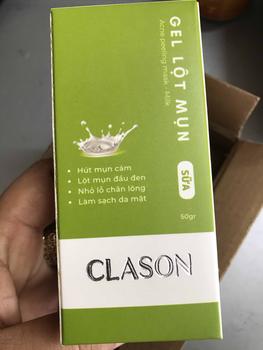 GEL LỘT MỤN
Acne peeling mask - Milk
SỮA
• Hút mụn cám
• Lột mụn đầu đen
• Nhỏ lỗ chân lông
• Làm sạch da mặt
50gr
CLASON